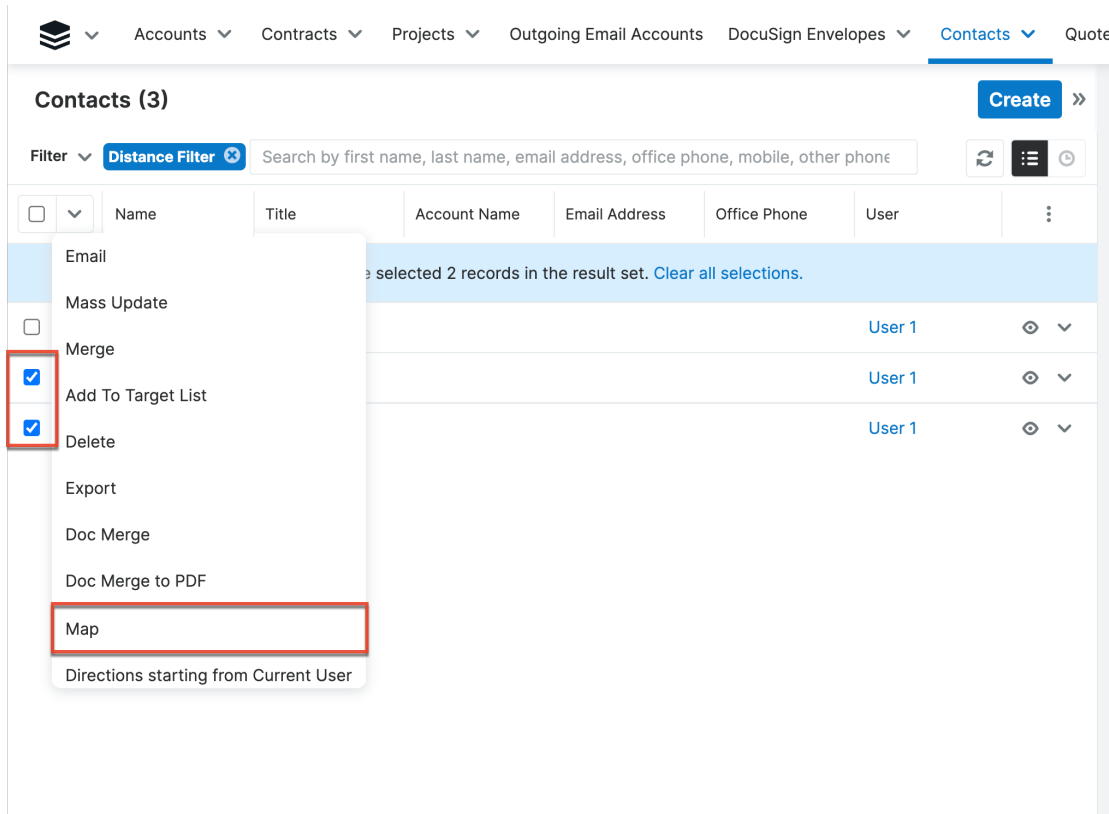 Accounts Contracts Projects Outgoing Email Accounts DocuSign Envelopes Contacts Quote
Contacts (3)
Create
Filter Distance Filter Search by first name, last name, email address, office phone, mobile, other phone
Name Title Account Name Email Address Office Phone User
Email
selected 2 records in the result set. Clear all selections.
Mass Update
User 1
Merge
User 1
Add To Target List
User 1
Delete
Export
Doc Merge
Doc Merge to PDF
Map
Directions starting from Current User